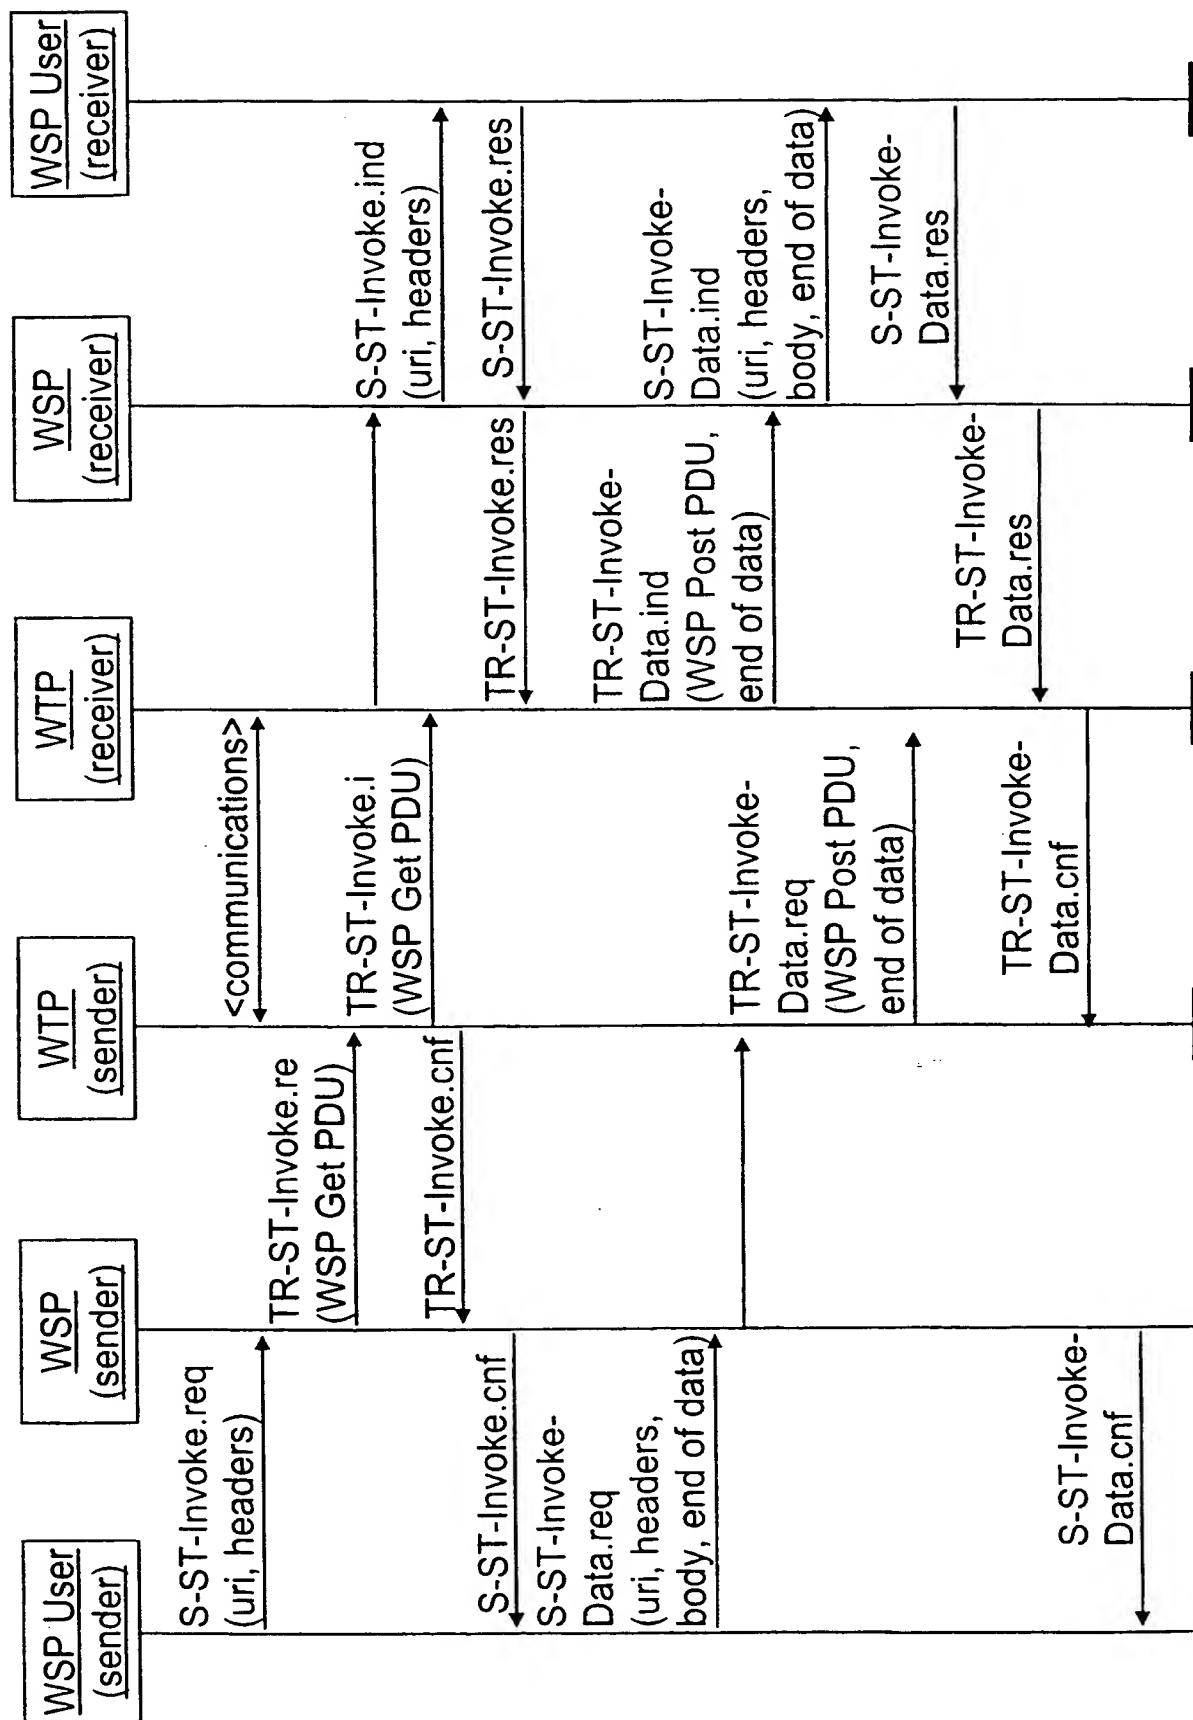 WSP User
(sender)
WSP
(sender)
WTP
(sender)
WTP
(receiver)
WSP
(receiver)
WSP User
(receiver)
S-ST-Invoke.req
(uri, headers)
TR-ST-Invoke.re
(WSP Get PDU)
<communications>
TR-ST-Invoke.i
(WSP Get PDU)
S-ST-Invoke.ind
(uri, headers)
TR-ST-Invoke.cnf
TR-ST-Invoke.res
S-ST-Invoke.res
S-ST-Invoke.cnf
S-ST-Invoke-
Data.req
(uri, headers,
body, end of data)
TR-ST-Invoke-
Data.req
(WSP Post PDU,
end of data)
TR-ST-Invoke-
Data.ind
(WSP Post PDU,
end of data)
S-ST-Invoke-
Data.ind
(uri, headers,
body, end of data)
S-ST-Invoke-
Data.res
TR-ST-Invoke-
Data.res
TR-ST-Invoke-
Data.cnf
S-ST-Invoke-
Data.cnf